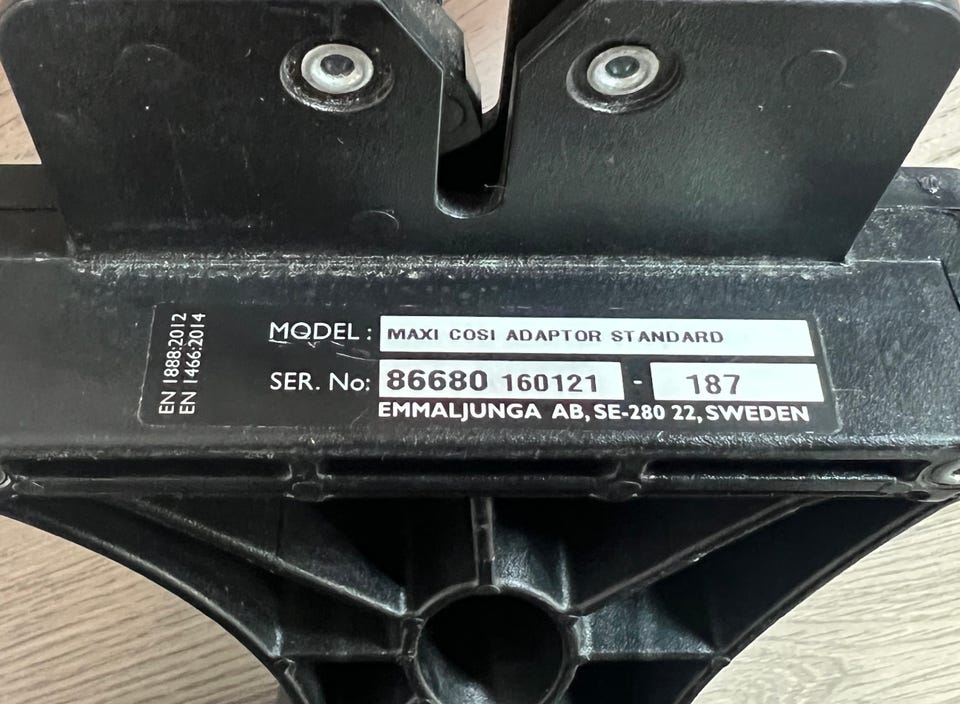 EN 1888:2012
EN 1466:2014
MODEL: MAXI COSI ADAPTOR STANDARD
SER. No: 86680 160121 - 187
EMMALJUNGA AB, SE-280 22, SWEDEN